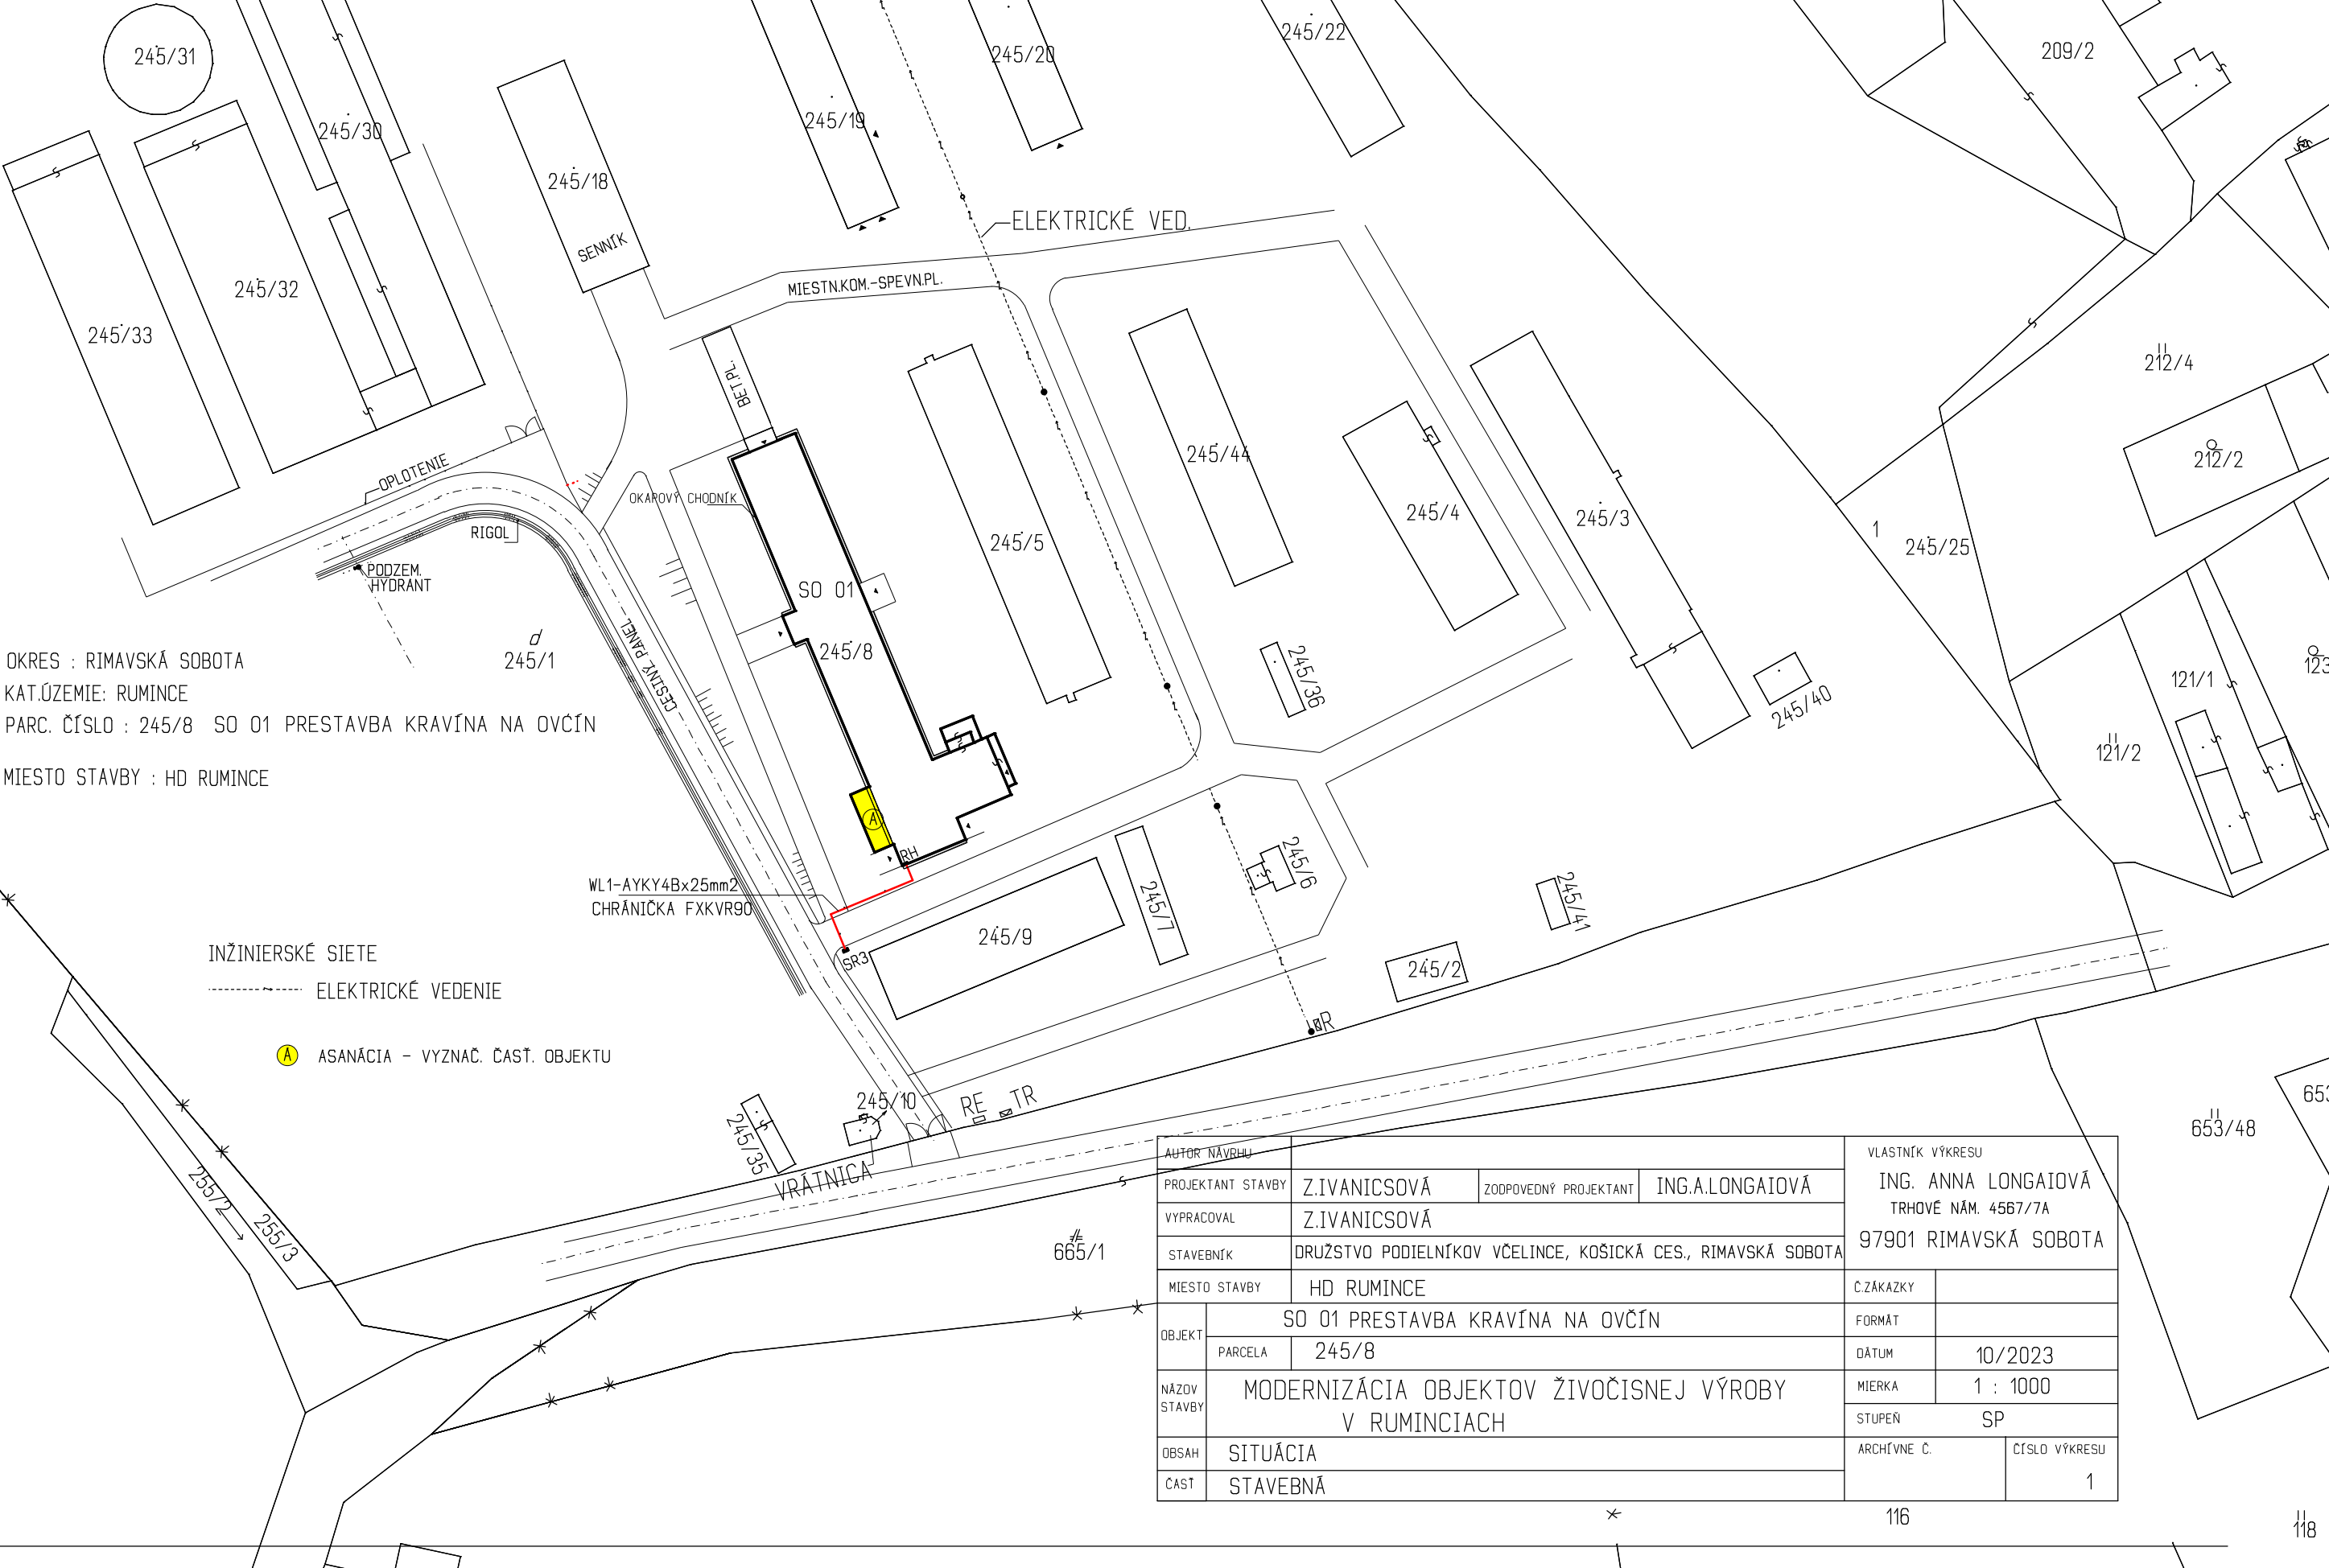 245/31
245/30
245/18
245/19
245/20
245/22
209/2
SENNÍK
ELEKTRICKÉ VED.
MIESTN.KOM.-SPEVN.PL.
245/32
245/33
BET.PL.
212/4
212/2
OPLOTENIE
OKAPOVÝ CHODNÍK
245/44
245/4
245/3
245/5
1
245/25
RIGOL
PODZEM.
HYDRANT
SO 01
245/8
d
245/1
CESTNÝ PANEL
245/36
245/40
121/1
123
121/2
OKRES : RIMAVSKÁ SOBOTA
KAT.ÚZEMIE: RUMINCE
PARC. ČÍSLO : 245/8 SO 01 PRESTAVBA KRAVÍNA NA OVČÍN
MIESTO STAVBY : HD RUMINCE
A
RH
WL1-AYKY4Bx25mm2
CHRÁNIČKA FXKVR90
SR3
245/9
245/7
245/6
245/41
245/2
INŽINIERSKÉ SIETE
ELEKTRICKÉ VEDENIE
A ASANÁCIA - VYZNAČ. ČASŤ. OBJEKTU
245/10
RE
TR
245/35
VRÁTNICA
255/2
255/3
665/1
653/48
653
AUTOR NÁVRHU
PROJEKTANT STAVBY Z.IVANICSOVÁ ZODPOVEDNÝ PROJEKTANT ING.A.LONGAIOVÁ
VYPRACOVAL Z.IVANICSOVÁ
STAVEBNÍK DRUŽSTVO PODIELNÍKOV VČELINCE, KOŠICKÁ CES., RIMAVSKÁ SOBOTA
MIESTO STAVBY HD RUMINCE
OBJEKT SO 01 PRESTAVBA KRAVÍNA NA OVČÍN
PARCELA 245/8
NÁZOV STAVBY
MODERNIZÁCIA OBJEKTOV ŽIVOČISNEJ VÝROBY
V RUMINCIACH
OBSAH SITUÁCIA
ČASŤ STAVEBNÁ
VLASTNÍK VÝKRESU
ING. ANNA LONGAIOVÁ
TRHOVÉ NÁM. 4567/7A
97901 RIMAVSKÁ SOBOTA
Č.ZÁKAZKY
FORMÁT
DÁTUM 10/2023
MIERKA 1 : 1000
STUPEŇ SP
ARCHÍVNE Č.
ČÍSLO VÝKRESU
1
116
118